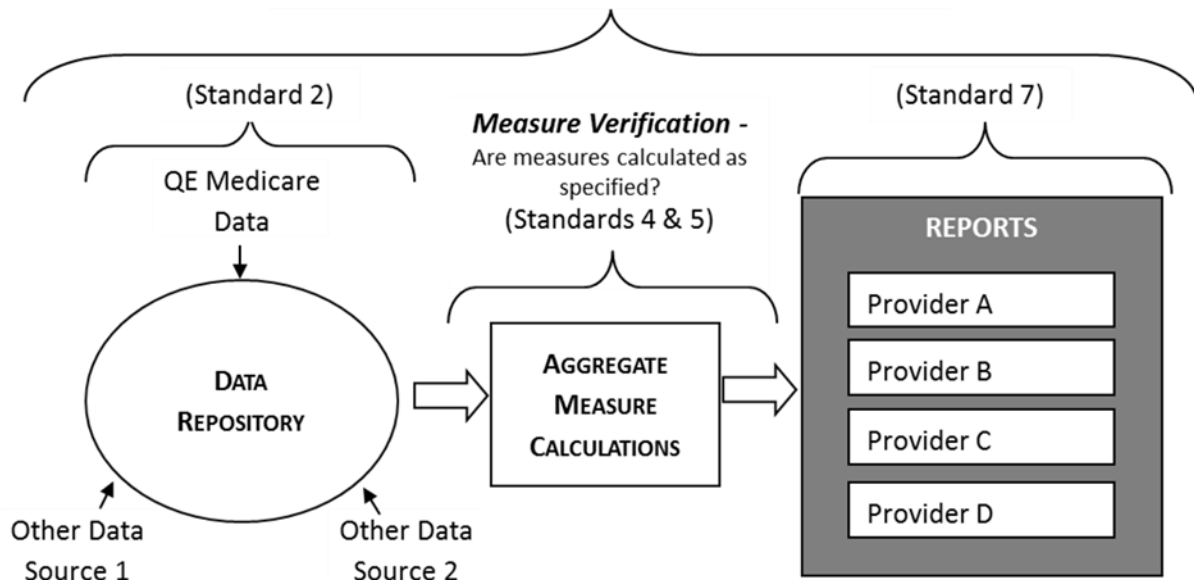 (Standard 2)
QE Medicare
Data
DATA
REPOSITORY
Other Data
Source 1
Other Data
Source 2
Measure Verification -
Are measures calculated as
specified?
(Standards 4 & 5)
AGGREGATE
MEASURE
CALCULATIONS
(Standard 7)
REPORTS
Provider A
Provider B
Provider C
Provider D